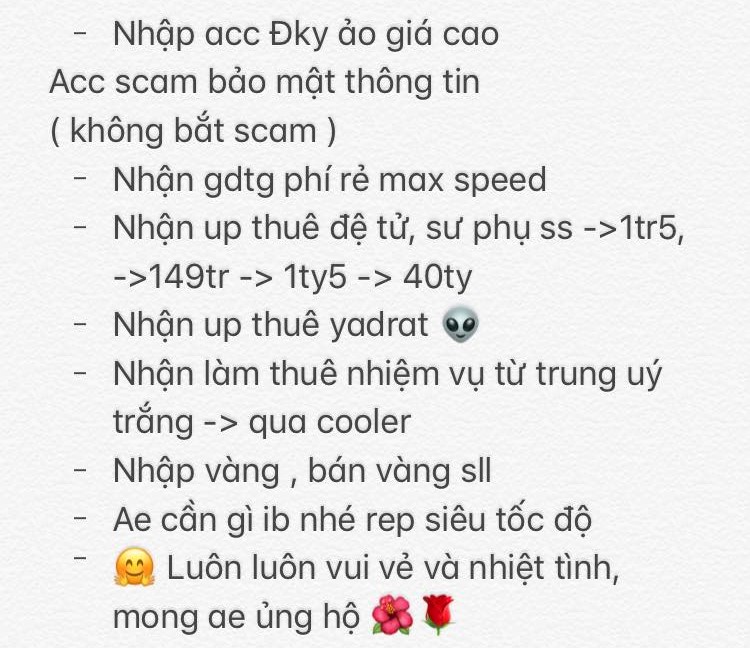 - Nhập acc Đky ảo giá cao
Acc scam bảo mật thông tin
( không bắt scam )
- Nhận gdtg phí rẻ max speed
- Nhận up thuê đệ tử, sư phụ ss ->1tr5,
->149tr -> 1ty5 -> 40ty
- Nhận up thuê yadrat 👽
- Nhận làm thuê nhiệm vụ từ trung uý
trắng -> qua cooler
- Nhập vàng , bán vàng sll
- Ae cần gì ib nhé rep siêu tốc độ
- 🤗 Luôn luôn vui vẻ và nhiệt tình,
mong ae ủng hộ 🌺🌹